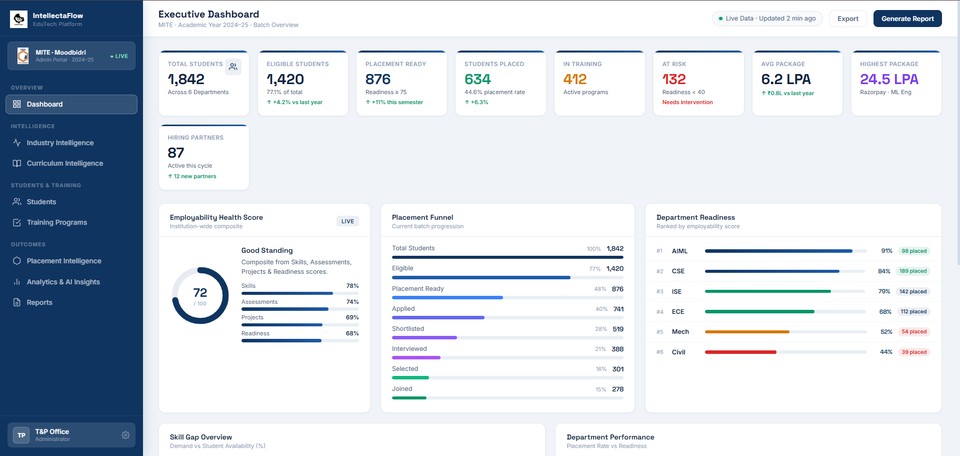 IntellectaFlow
EduTech Platform
MITE · Moodbidri
Admin Portal · 2024-25
● LIVE
OVERVIEW
Dashboard
INTELLIGENCE
Industry Intelligence
Curriculum Intelligence
STUDENTS & TRAINING
Students
Training Programs
OUTCOMES
Placement Intelligence
Analytics & AI Insights
Reports
TP
T&P Office
Administrator
Executive Dashboard
MITE · Academic Year 2024-25 · Batch Overview
Live Data · Updated 2 min ago
Export
Generate Report
TOTAL STUDENTS
1,842
Across 6 Departments
ELIGIBLE STUDENTS
1,420
77.1% of total
↑ +4.2% vs last year
PLACEMENT READY
876
Readiness ≥ 75
↑ +11% this semester
STUDENTS PLACED
634
44.6% placement rate
↑ +6.3%
IN TRAINING
412
Active programs
AT RISK
132
Readiness < 40
Needs intervention
AVG PACKAGE
6.2 LPA
↑ ₹0.8L vs last year
HIGHEST PACKAGE
24.5 LPA
Razorpay · ML Eng
HIRING PARTNERS
87
Active this cycle
↑ 12 new partners
Employability Health Score
Institution-wide composite
LIVE
72
/ 100
Good Standing
Composite from Skills, Assessments,
Projects & Readiness scores.
Skills 78%
Assessments 74%
Projects 69%
Readiness 68%
Placement Funnel
Current batch progression
Total Students 100% 1,842
Eligible 77% 1,420
Placement Ready 48% 876
Applied 40% 741
Shortlisted 28% 519
Interviewed 21% 388
Selected 16% 301
Joined 15% 278
Department Readiness
Ranked by employability score
#1 AIML 91% 98 placed
#2 CSE 84% 189 placed
#3 ISE 79% 142 placed
#4 ECE 68% 112 placed
#5 Mech 52% 54 placed
#6 Civil 44% 39 placed
Skill Gap Overview
Demand vs Student Availability (%)
Department Performance
Placement Rate vs Readiness